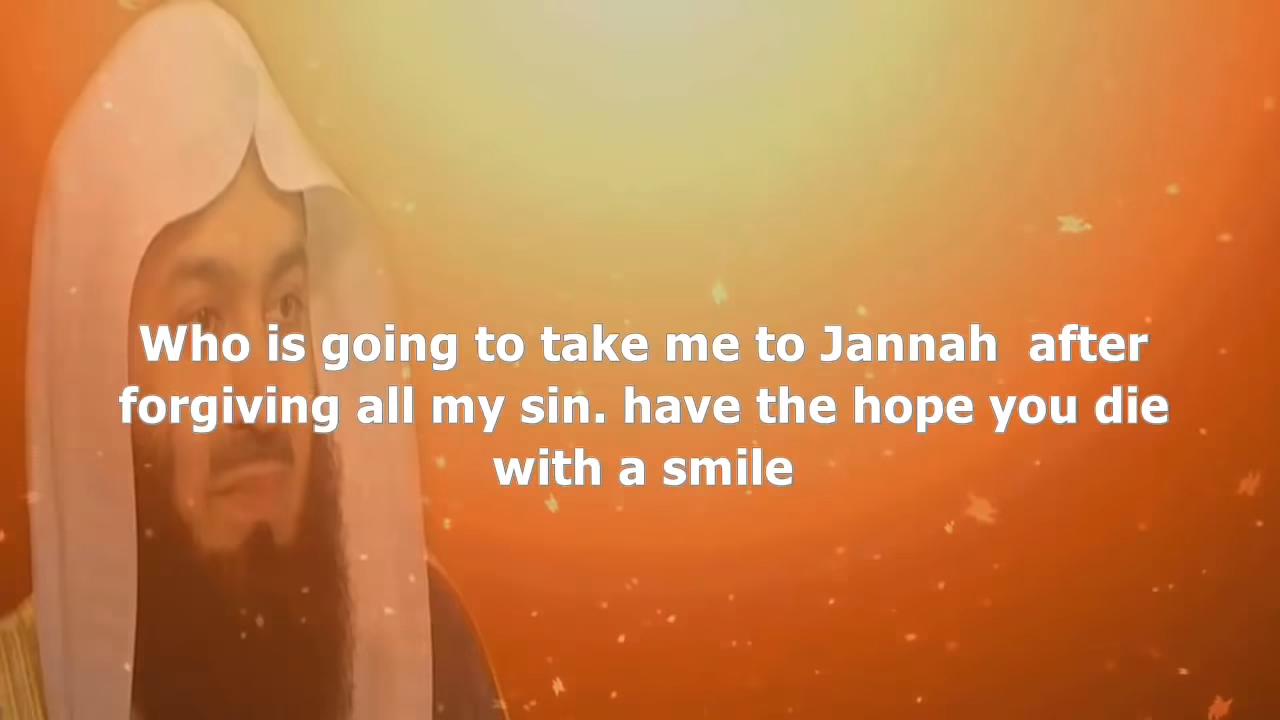 Who is going to take me to Jannah  after
forgiving all my sin. have the hope you die
with a smile